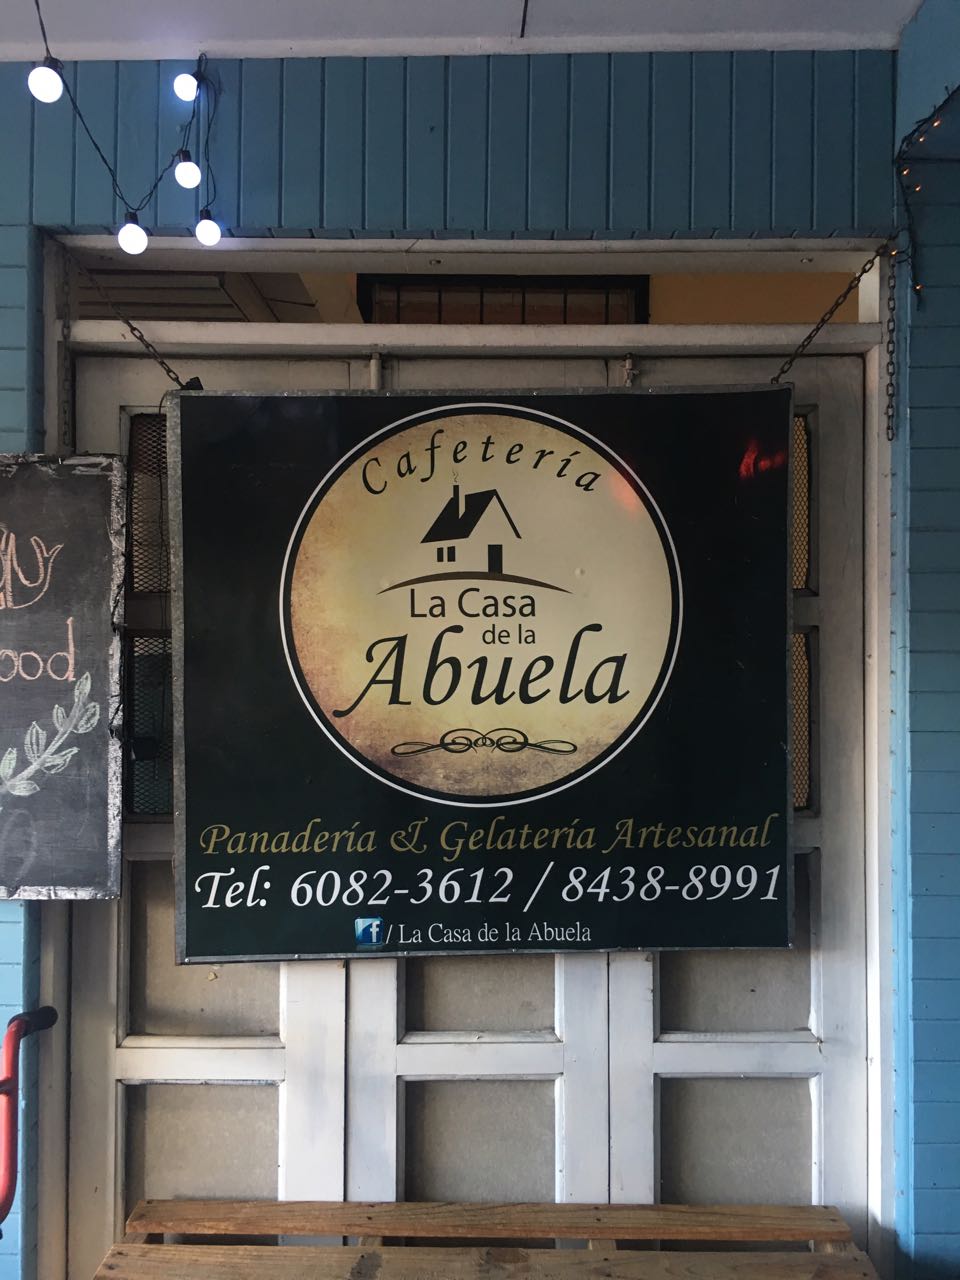 Cafetería
La Casa
de la
Abuela
Panadería & Gelatería Artesanal
Tel: 6082-3612 / 8438-8991
f / La Casa de la Abuela